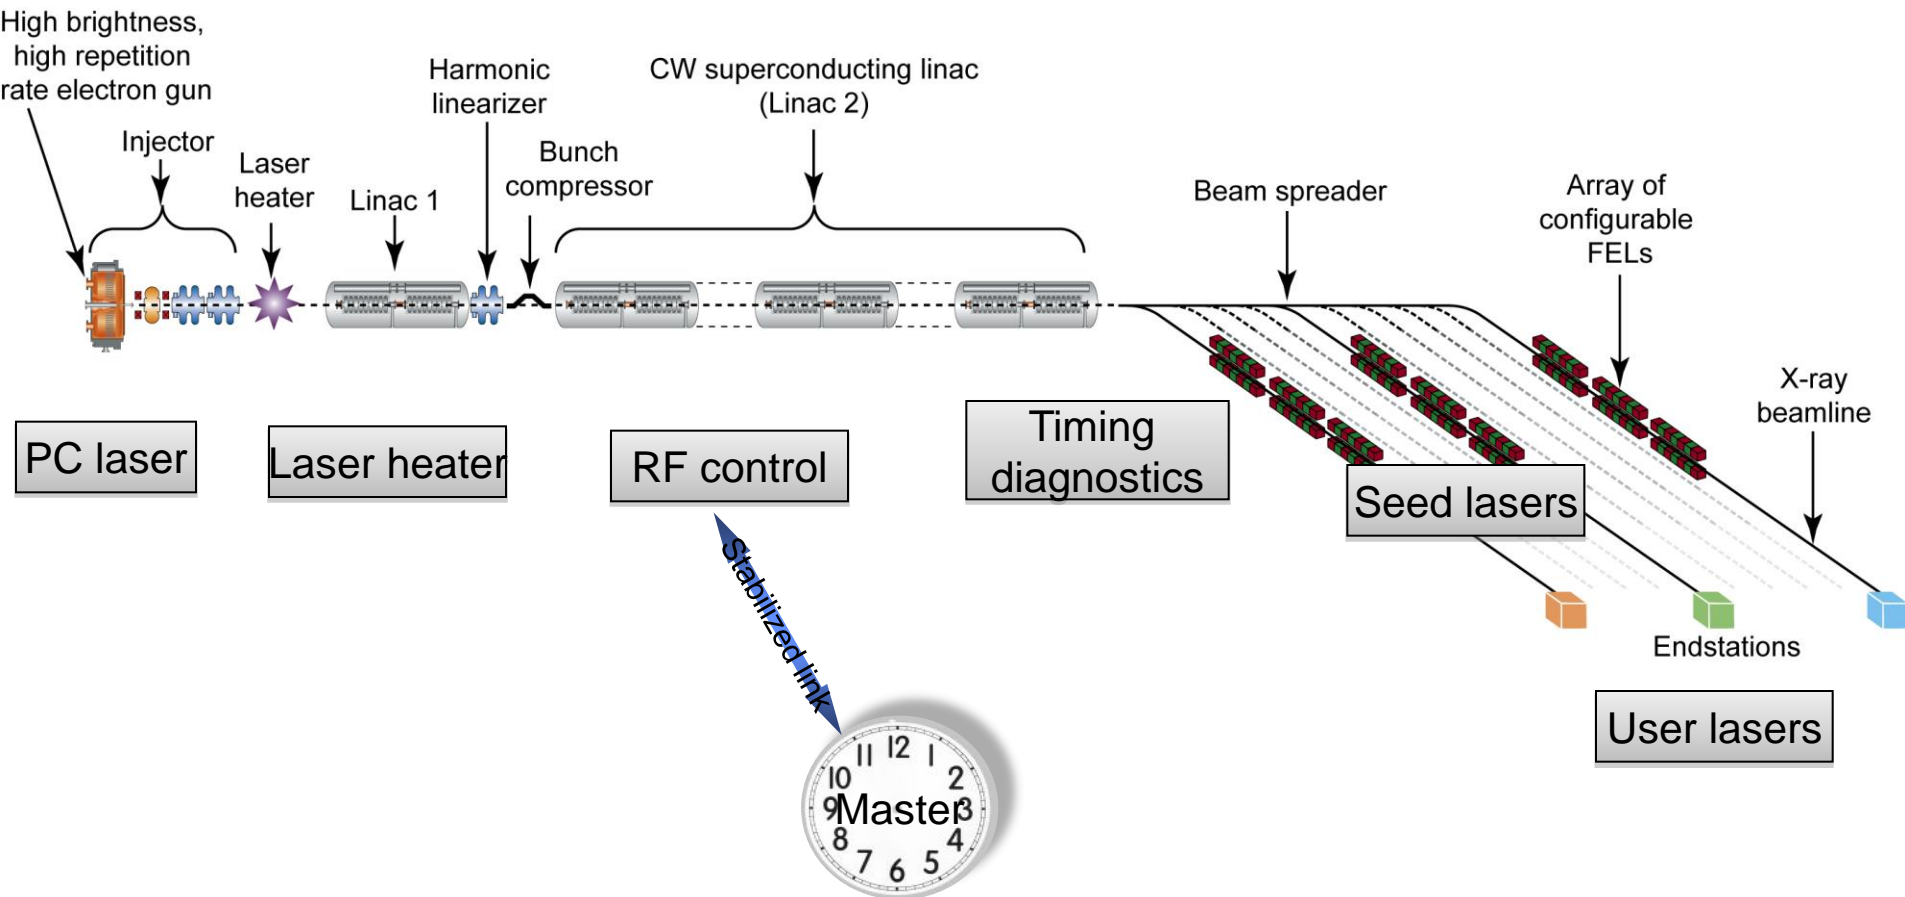 High brightness,
high repetition
rate electron gun
Injector
Laser
heater
Linac 1
Harmonic
linearizer
Bunch
compressor
CW superconducting linac
(Linac 2)
Beam spreader
Array of
configurable
FELs
X-ray
beamline
PC laser
Laser heater
RF control
Timing
diagnostics
Seed lasers
Endstations
User lasers
Stabilized link
12
1
2
3
4
5
6
7
8
9
10
11
Master